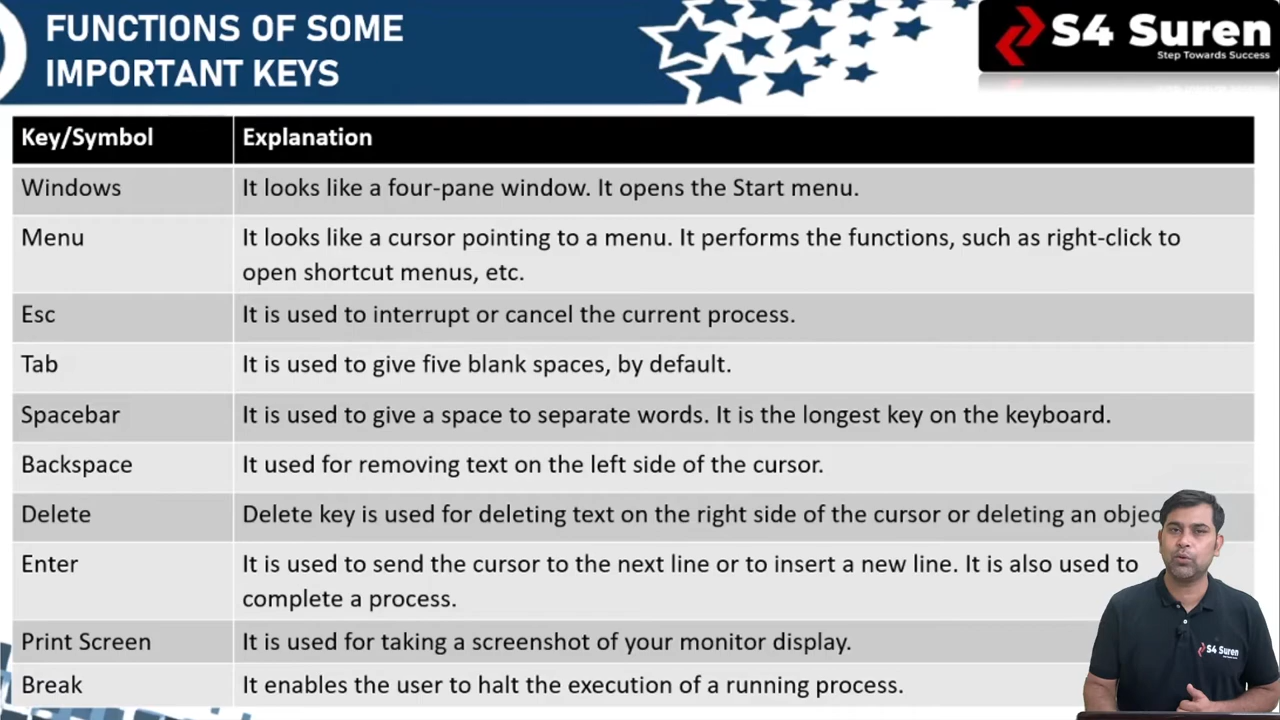 FUNCTIONS OF SOME
IMPORTANT KEYS
S4 Suren
Step Towards Success
Key/Symbol Explanation
Windows It looks like a four-pane window. It opens the Start menu.
Menu It looks like a cursor pointing to a menu. It performs the functions, such as right-click to
open shortcut menus, etc.
Esc It is used to interrupt or cancel the current process.
Tab It is used to give five blank spaces, by default.
Spacebar It is used to give a space to separate words. It is the longest key on the keyboard.
Backspace It used for removing text on the left side of the cursor.
Delete Delete key is used for deleting text on the right side of the cursor or deleting an
Enter It is used to send the cursor to the next line or to insert a new line. It is also used to
complete a process.
Print Screen It is used for taking a screenshot of your monitor display.
Break It enables the user to halt the execution of a running process.
S4 Suren